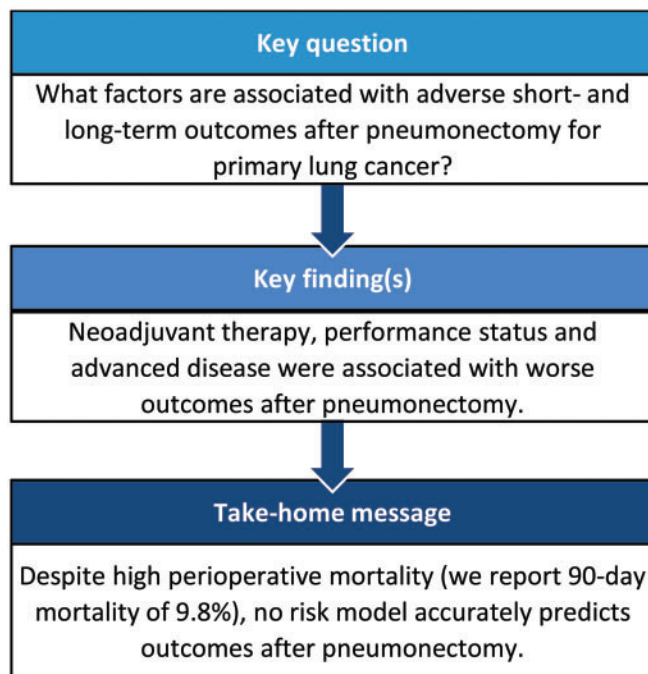 Key question
What factors are associated with adverse short- and
long-term outcomes after pneumonectomy for
primary lung cancer?
Key finding(s)
Neoadjuvant therapy, performance status and
advanced disease were associated with worse
outcomes after pneumonectomy.
Take-home message
Despite high perioperative mortality (we report 90-day
mortality of 9.8%), no risk model accurately predicts
outcomes after pneumonectomy.